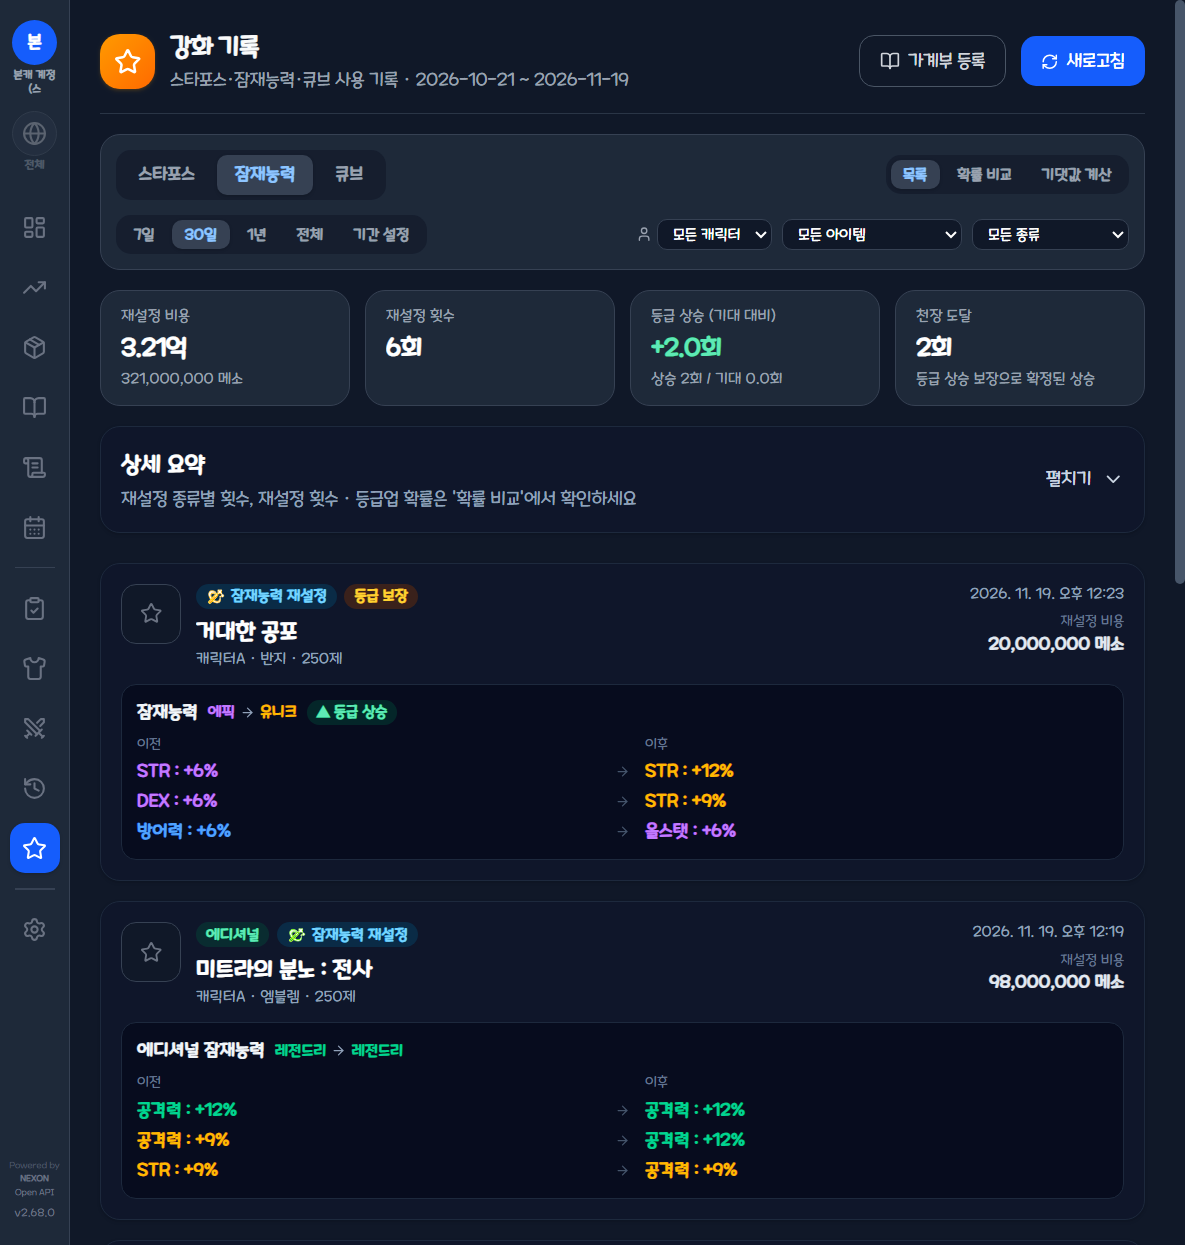 본
본캐 계정
(스
전체
Powered by
NEXON
Open API
v2.68.0
강화 기록
스타포스·잠재능력·큐브 사용 기록 · 2026-10-21 ~ 2026-11-19
가계부 등록
새로고침
스타포스 잠재능력 큐브
목록 확률 비교 기댓값 계산
7일 30일 1년 전체 기간 설정
모든 캐릭터 모든 아이템 모든 종류
재설정 비용
3.21억
321,000,000 메소
재설정 횟수
6회
등급 상승 (기대 대비)
+2.0회
상승 2회 / 기대 0.0회
천장 도달
2회
등급 상승 보장으로 확정된 상승
상세 요약
재설정 종류별 횟수, 재설정 횟수 · 등급업 확률은 '확률 비교'에서 확인하세요
펼치기
잠재능력 재설정 등급 보장
거대한 공포
캐릭터A · 반지 · 250제
2026. 11. 19. 오후 12:23
재설정 비용
20,000,000 메소
잠재능력 에픽 → 유니크 ▲등급 상승
이전 이후
STR : +6% → STR : +12%
DEX : +6% → STR : +9%
방어력 : +6% → 올스탯 : +6%
에디셔널 잠재능력 재설정
미트라의 분노 : 전사
캐릭터A · 엠블렘 · 250제
2026. 11. 19. 오후 12:19
재설정 비용
98,000,000 메소
에디셔널 잠재능력 레전드리 → 레전드리
이전 이후
공격력 : +12% → 공격력 : +12%
공격력 : +9% → 공격력 : +12%
STR : +9% → 공격력 : +9%